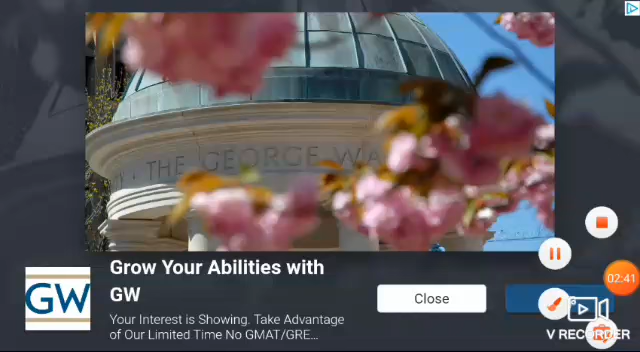 THE GEORGE WA
Grow Your Abilities with
GW
GW
Your Interest is Showing. Take Advantage
of Our Limited Time No GMAT/GRE...
Close
02:41
V RECORDER